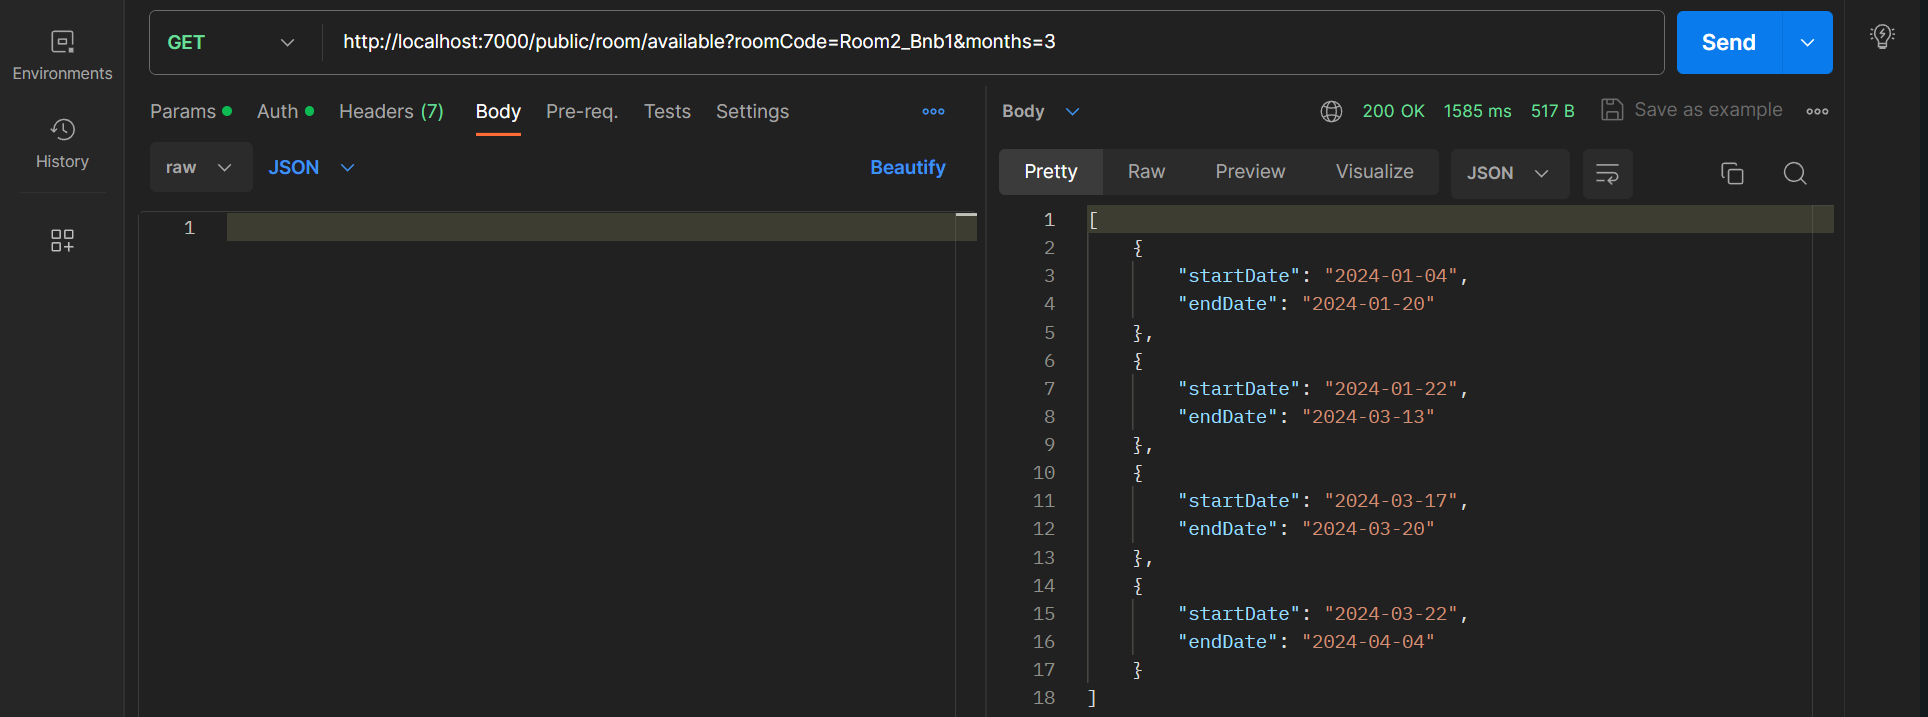 Environments
History
GET
http://localhost:7000/public/room/available?roomCode=Room2_Bnb1&months=3
Send
Params
Auth
Headers (7)
Body
Pre-req.
Tests
Settings
raw
JSON
Beautify
1
Body
200 OK
1585 ms
517 B
Save as example
Pretty
Raw
Preview
Visualize
JSON
1 [
2 {
3 "startDate": "2024-01-04",
4 "endDate": "2024-01-20"
5 },
6 {
7 "startDate": "2024-01-22",
8 "endDate": "2024-03-13"
9 },
10 {
11 "startDate": "2024-03-17",
12 "endDate": "2024-03-20"
13 },
14 {
15 "startDate": "2024-03-22",
16 "endDate": "2024-04-04"
17 }
18 ]